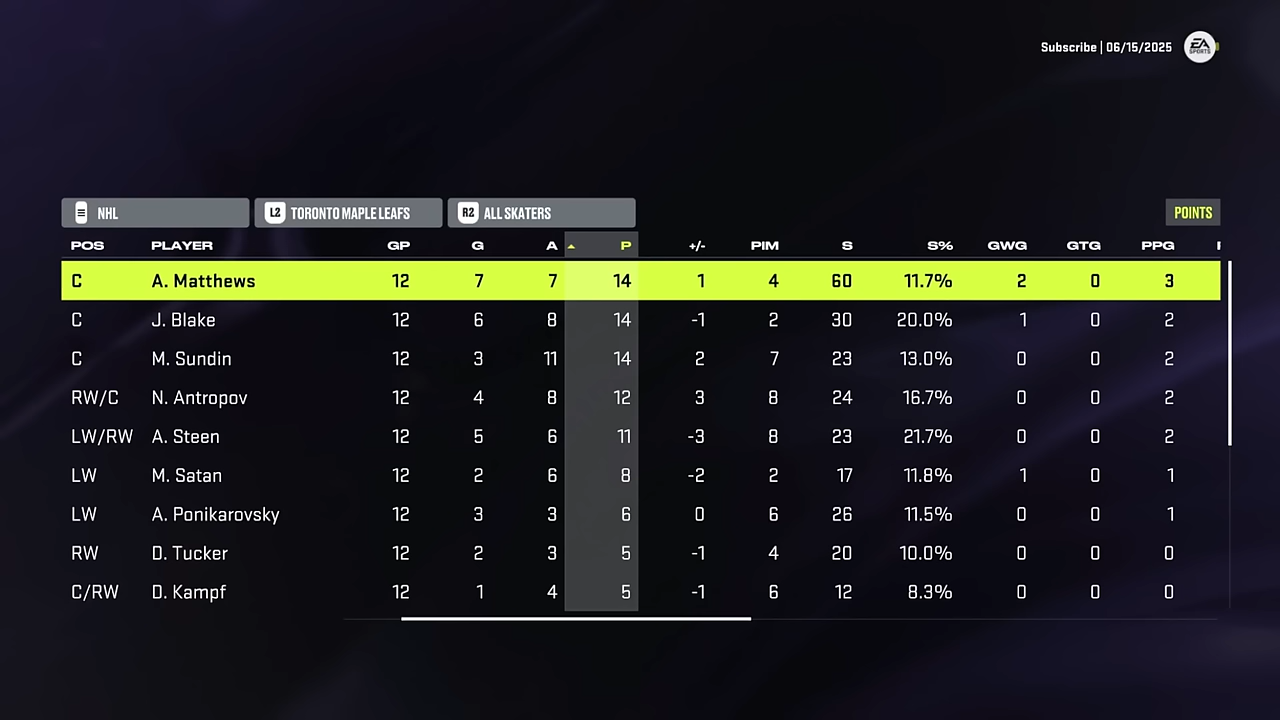 Subscribe | 06/15/2025 EA SPORTS
NHL L2 TORONTO MAPLE LEAFS R2 ALL SKATERS POINTS
POS PLAYER GP G A P +/- PIM S S% GWG GTG PPG
C A. Matthews 12 7 7 14 1 4 60 11.7% 2 0 3
C J. Blake 12 6 8 14 -1 2 30 20.0% 1 0 2
C M. Sundin 12 3 11 14 2 7 23 13.0% 0 0 2
RW/C N. Antropov 12 4 8 12 3 8 24 16.7% 0 0 2
LW/RW A. Steen 12 5 6 11 -3 8 23 21.7% 0 0 2
LW M. Satan 12 2 6 8 -2 2 17 11.8% 1 0 1
LW A. Ponikarovsky 12 3 3 6 0 6 26 11.5% 0 0 1
RW D. Tucker 12 2 3 5 -1 4 20 10.0% 0 0 0
C/RW D. Kampf 12 1 4 5 -1 6 12 8.3% 0 0 0